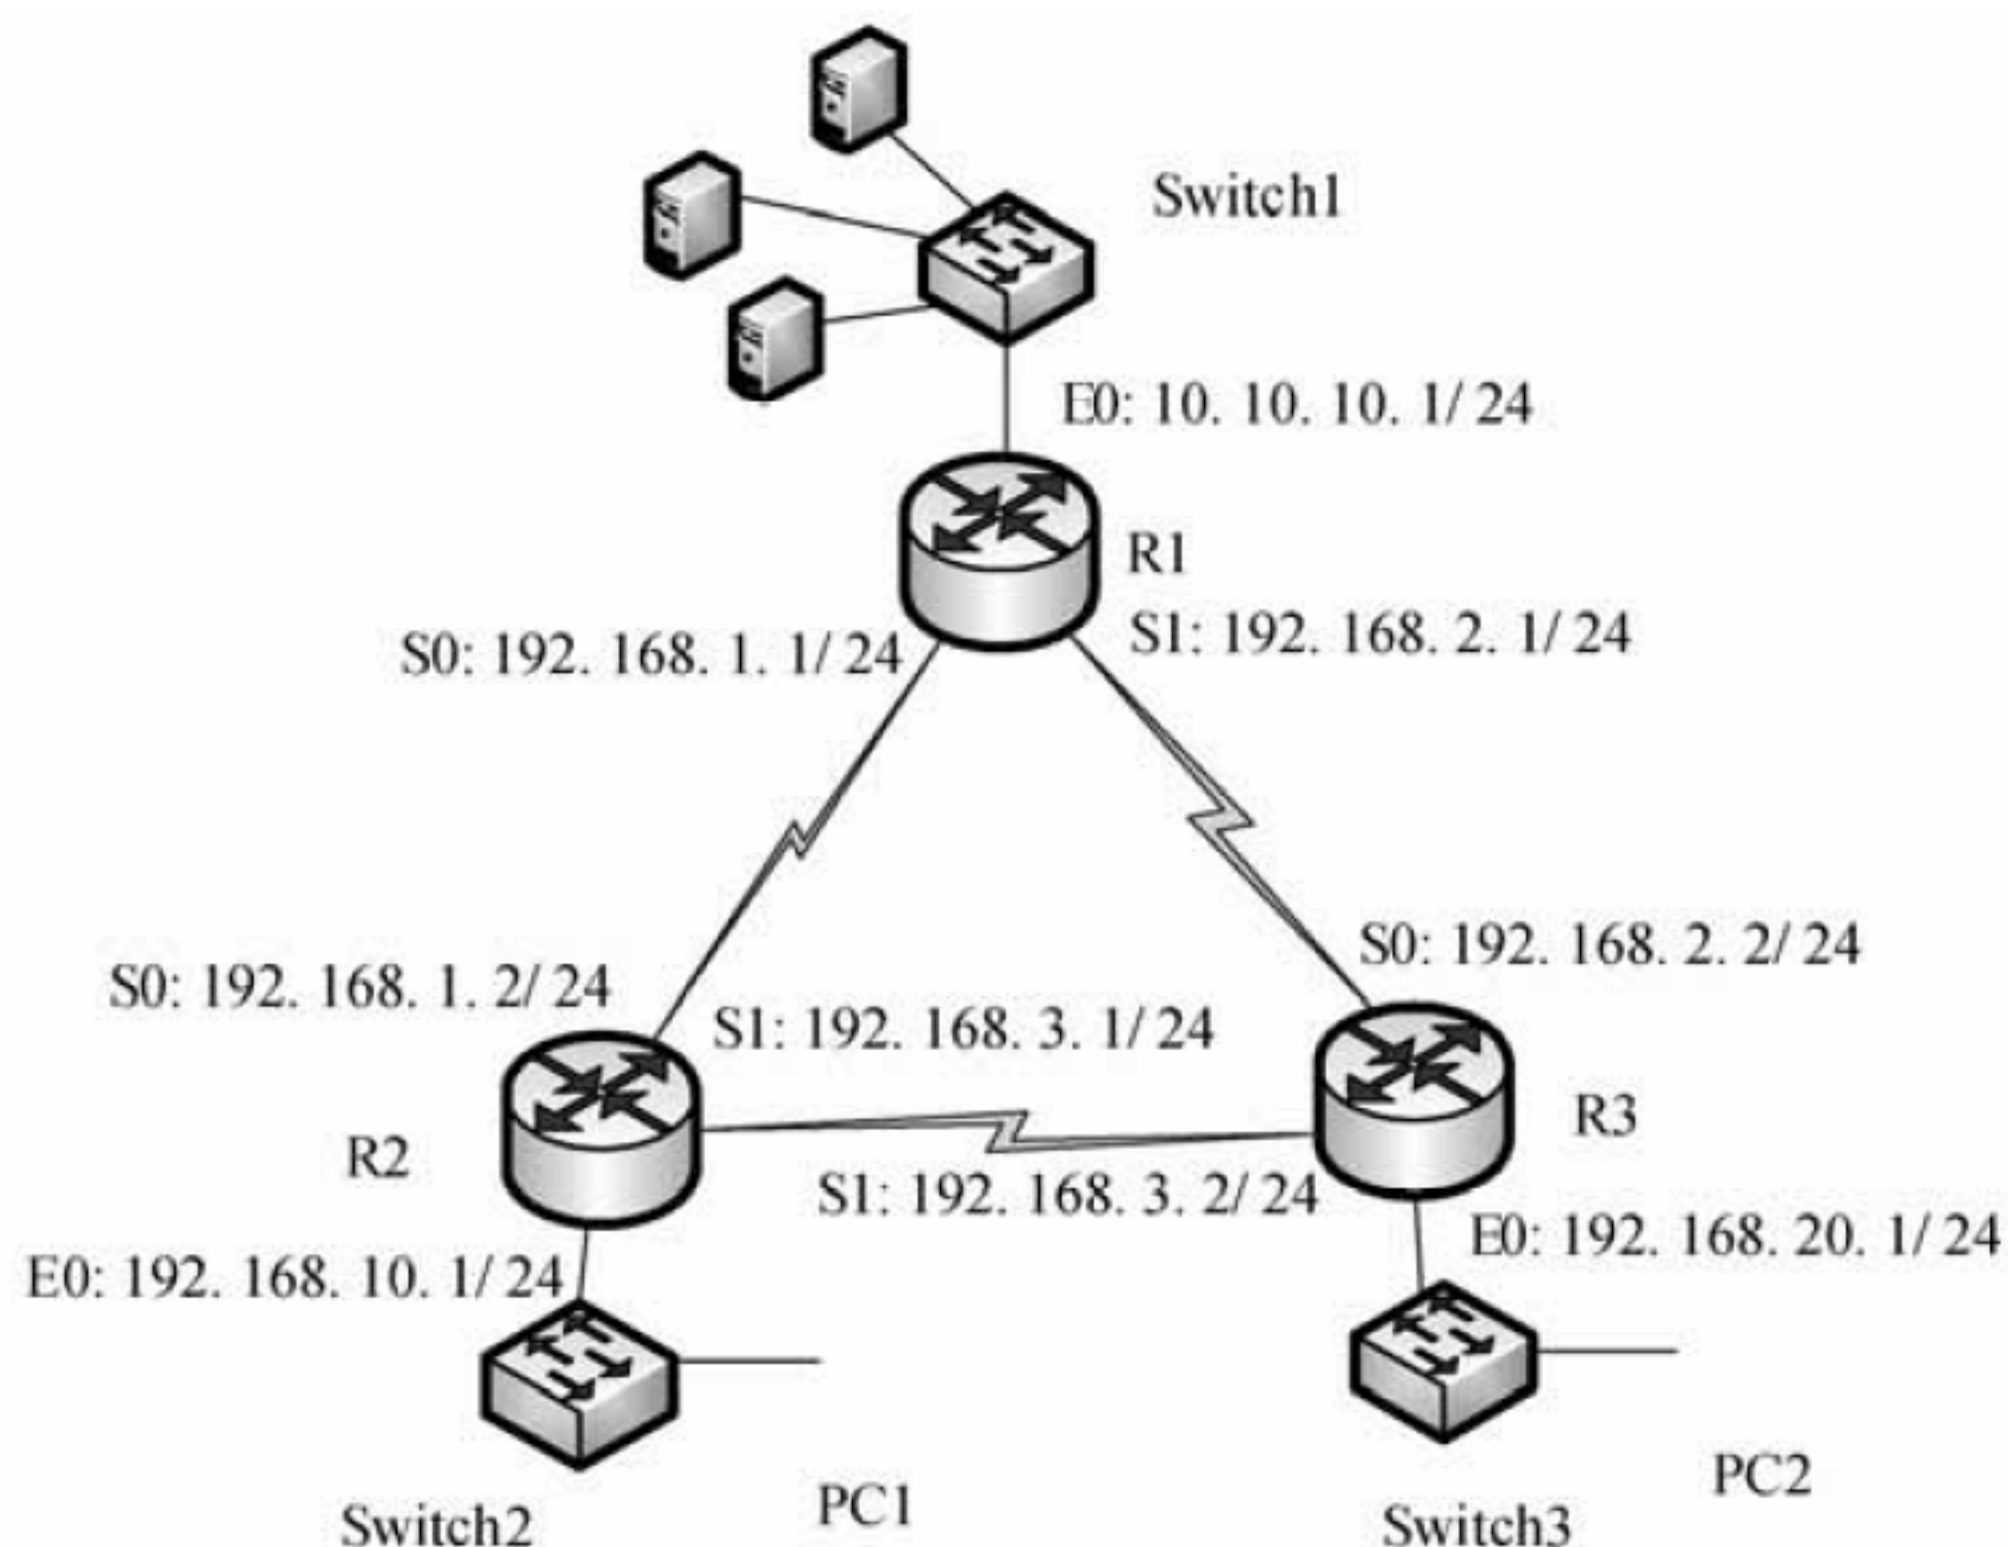 Switch1
E0: 10. 10. 10. 1/ 24
R1
S0: 192. 168. 1. 1/ 24
S1: 192. 168. 2. 1/ 24
S0: 192. 168. 2. 2/ 24
S0: 192. 168. 1. 2/ 24
S1: 192. 168. 3. 1/ 24
R3
R2
S1: 192. 168. 3. 2/ 24
E0: 192. 168. 20. 1/ 24
E0: 192. 168. 10. 1/ 24
PC2
PC1
Switch2
Switch3